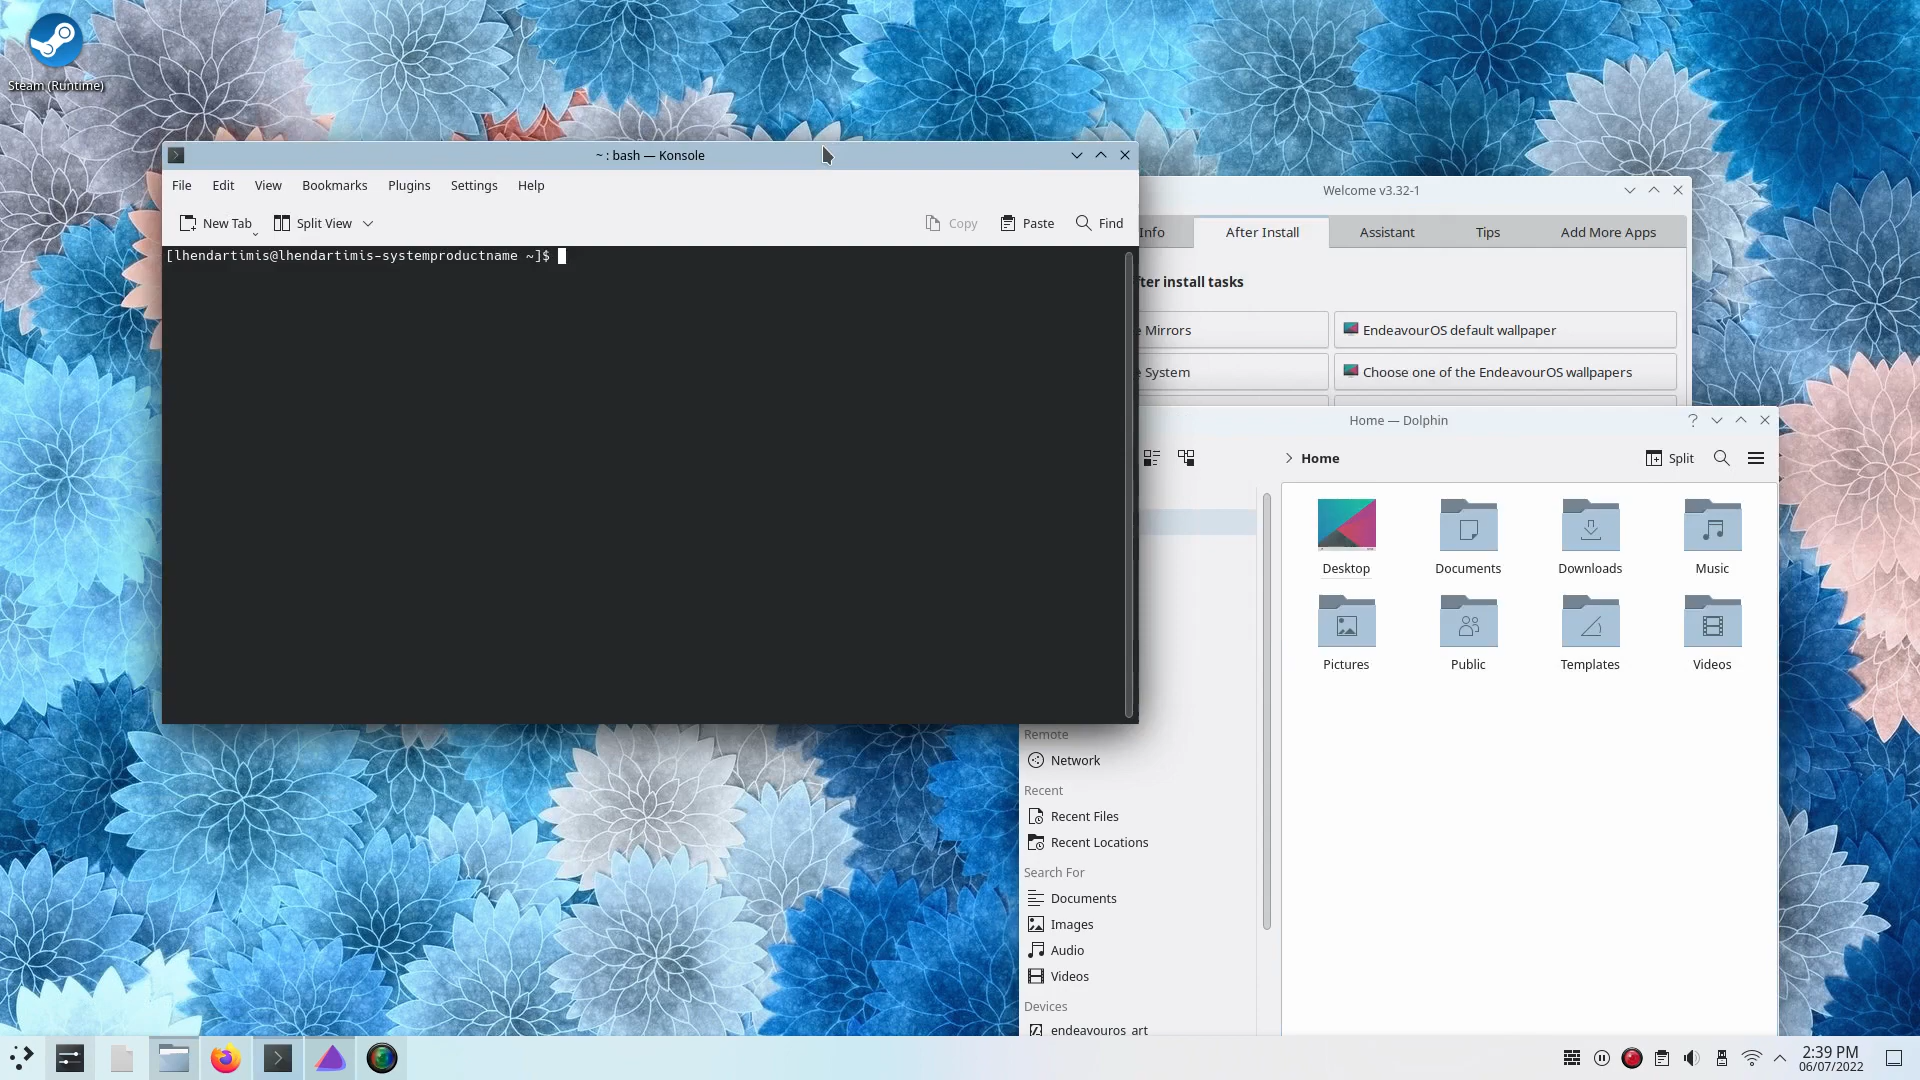 Steam (Runtime)
~ : bash — Konsole
File Edit View Bookmarks Plugins Settings Help
New Tab Split View Copy Paste Find
[lhendartimis@lhendartimis-systemproductname ~]$
Welcome v3.32-1
Info After Install Assistant Tips Add More Apps
install tasks
Mirrors EndeavourOS default wallpaper
System Choose one of the EndeavourOS wallpapers
Home — Dolphin
Home Split
Desktop Documents Downloads Music
Pictures Public Templates Videos
Remote
Network
Recent
Recent Files
Recent Locations
Search For
Documents
Images
Audio
Videos
Devices
endeavouros art
2:39 PM
06/07/2022